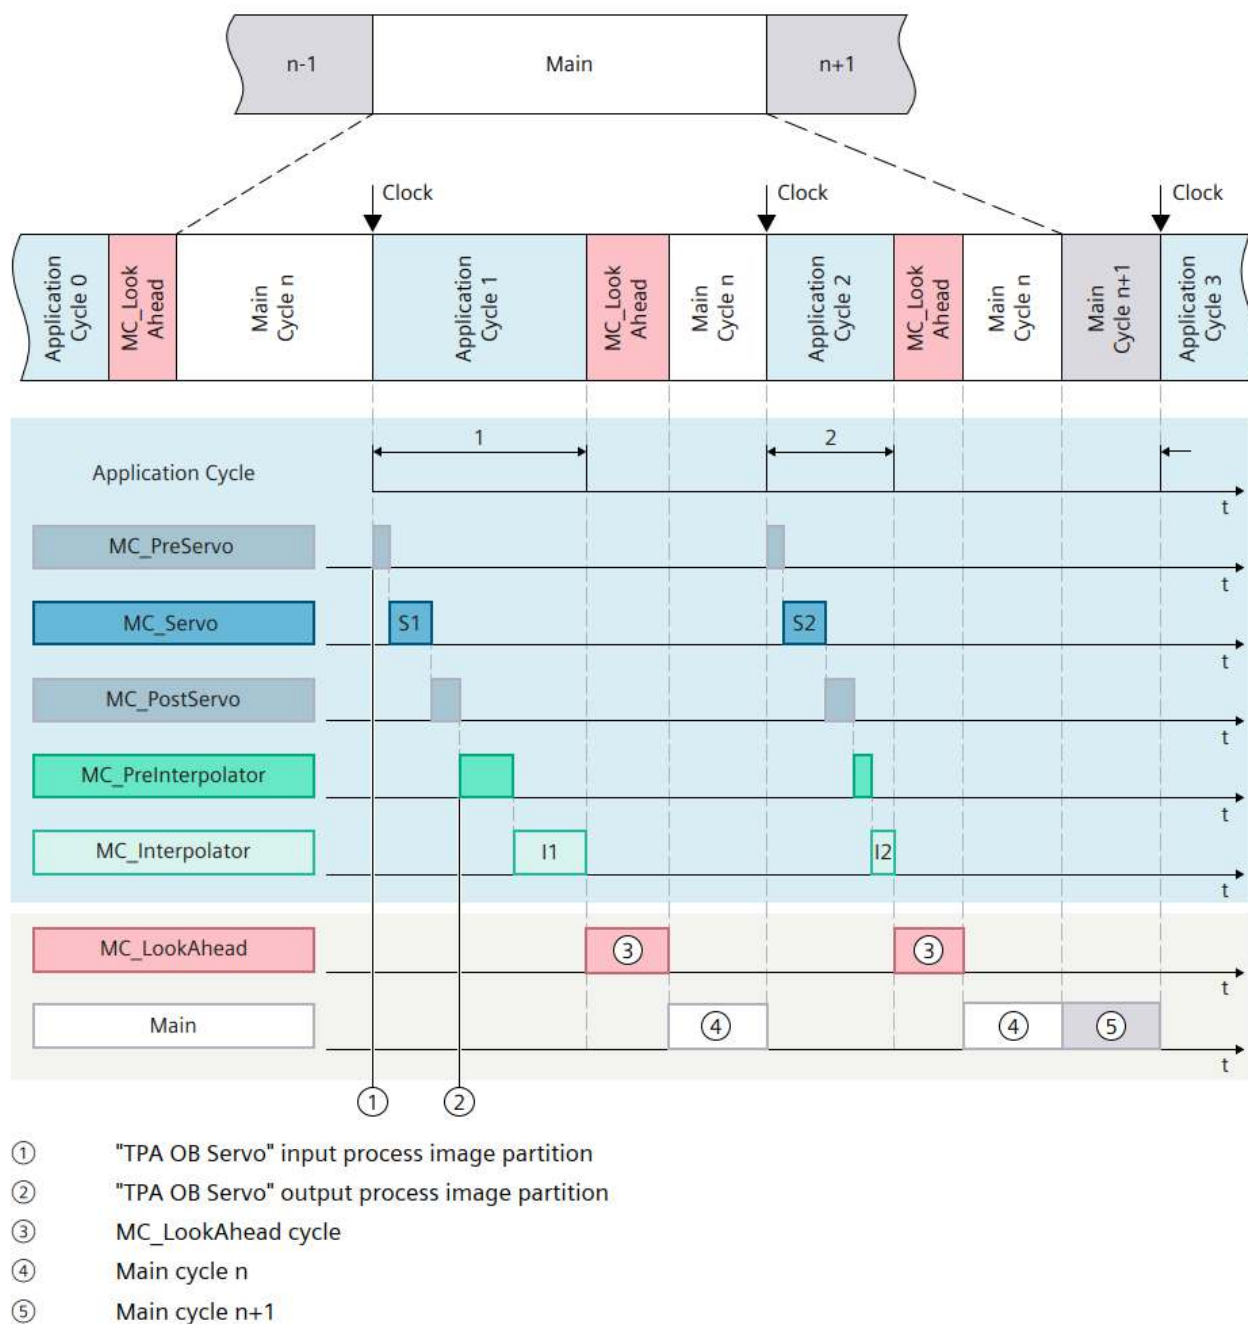 n-1
Main
n+1
Clock
Clock
Clock
Application
Cycle 0
MC_Look
Ahead
Main
Cycle n
Application
Cycle 1
MC_Look
Ahead
Main
Cycle n
Application
Cycle 2
MC_Look
Ahead
Main
Cycle n
Main
Cycle n+1
Application
Cycle 3
1
2
Application Cycle
t
MC_PreServo
t
MC_Servo
S1
S2
t
MC_PostServo
t
MC_PreInterpolator
t
MC_Interpolator
I1
I2
t
MC_LookAhead
③
③
t
Main
④
④
⑤
t
①
②
① "TPA OB Servo" input process image partition
② "TPA OB Servo" output process image partition
③ MC_LookAhead cycle
④ Main cycle n
⑤ Main cycle n+1